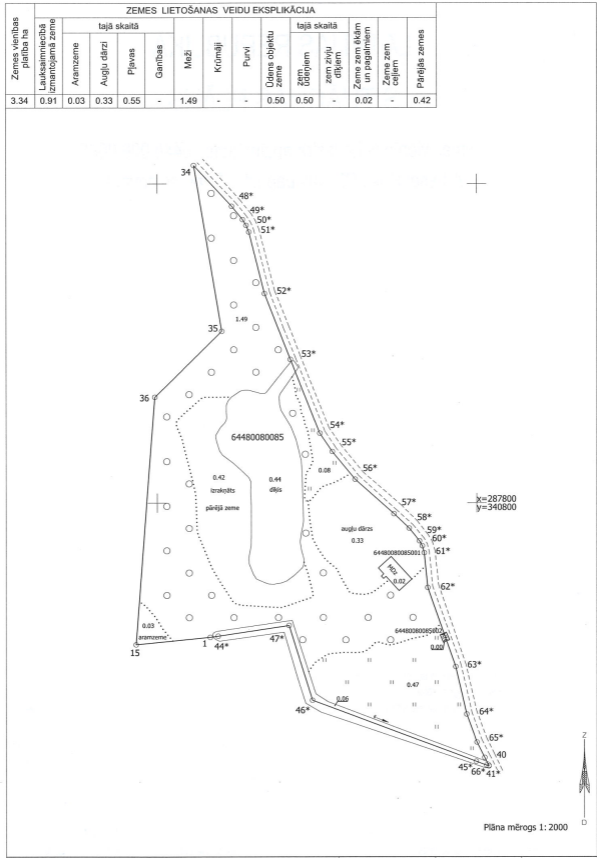 ZEMES LIETOŠANAS VEIDU EKSPLIKĀCIJA
Zemes vienības platība ha
Lauksaimniecībā izmantojamā zeme
tajā skaitā
Aramzeme
Augļu dārzi
Pļavas
Ganības
Meži
Krūmāji
Purvi
Ūdens objektu zeme
tajā skaitā
zem ūdeņiem
zem zivju dīķiem
Zeme zem ēkām un pagalmiem
Zeme zem ceļiem
Pārējās zemes
3.34 0.91 0.03 0.33 0.55 - 1.49 - - 0.50 0.50 - 0.02 - 0.42
34
48*
49*
50*
51*
52*
1.49
35
53*
36
54*
64480080085
55*
0.08
56*
0.42
izrakņāts
pārējā zeme
0.44
dīķis
x=287800
y=340800
57*
58*
augļu dārzs
0.33
59*
60*
61*
64480080085001
MDZ
0.02
62*
0.03
aramzeme
15
1
44*
47*
64480080085002
0.00
63*
0.47
0.06
46*
64*
65*
40
45*
66*
41*
Z
D
Plāna mērogs 1: 2000